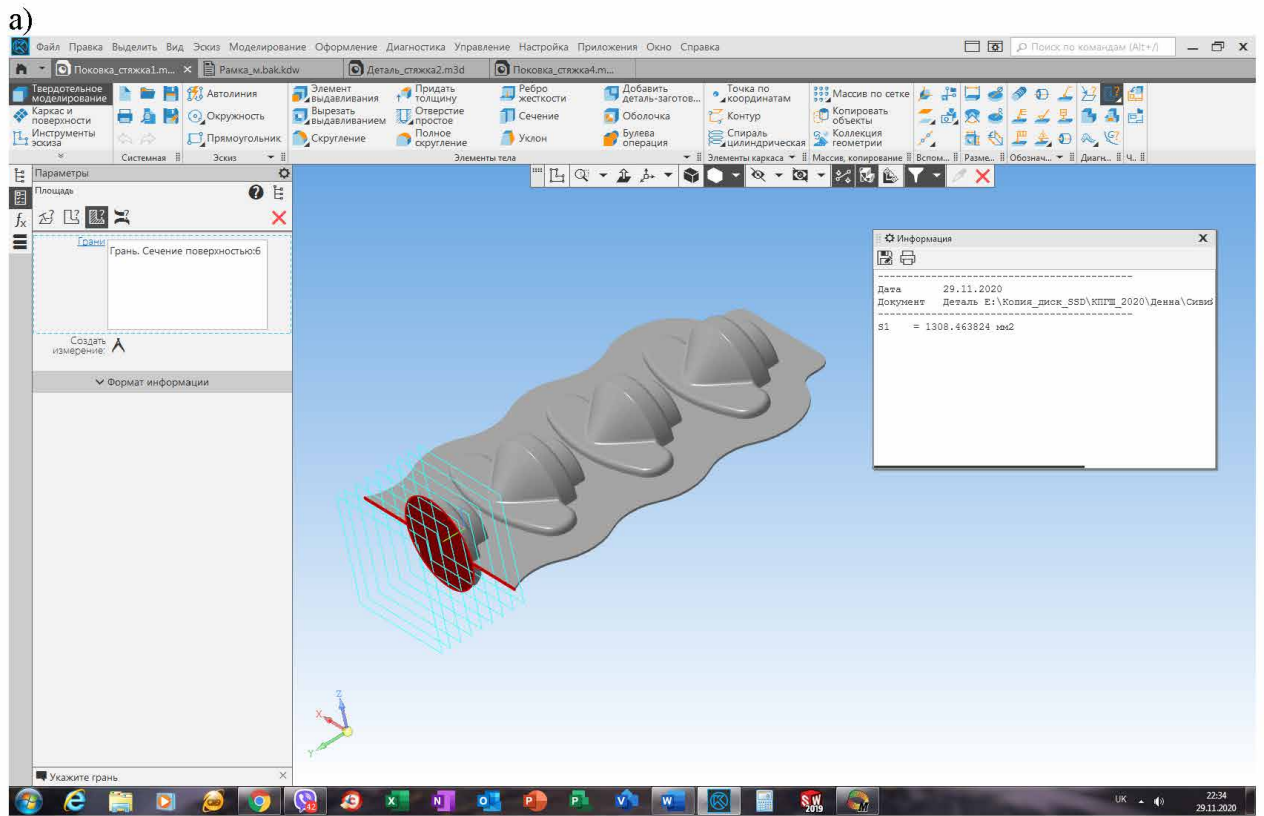 а)
Файл Правка Выделить Вид Эскиз Моделирование Оформление Диагностика Управление Настройка Приложения Окно Справка
Поиск по командам (Alt+/)
Поковка_стяжка1.m...
Рамка_м.bak.kdw
Деталь_стяжка2.m3d
Поковка_стяжка4.m...
Твердотельное моделирование
Каркас и поверхности
Инструменты эскиза
Системная
Автолиния
Окружность
Прямоугольник
Эскиз
Элемент выдавливания
Вырезать выдавливанием
Скругление
Придать толщину
Отверстие простое
Полное скругление
Ребро жесткости
Сечение
Уклон
Добавить деталь-заготов...
Оболочка
Булева операция
Элементы тела
Точка по координатам
Контур
Спираль цилиндрическая
Элементы каркаса
Массив по сетке
Копировать объекты
Коллекция геометрии
Массив, копирование
Вспом...
Разме...
Обознач...
Диагн...
Ч...
Параметры
Площадь
Грани
Грань. Сечение поверхностью:6
Создать измерение:
Формат информации
Информация
Дата 29.11.2020
Документ Деталь E:\Копия_диск_SSD\КПГШ_2020\Денна\Сиви
S1 = 1308.463824 мм2
Z
X
Y
Укажите грань
42
SW
2019
UK
22:34
29.11.2020